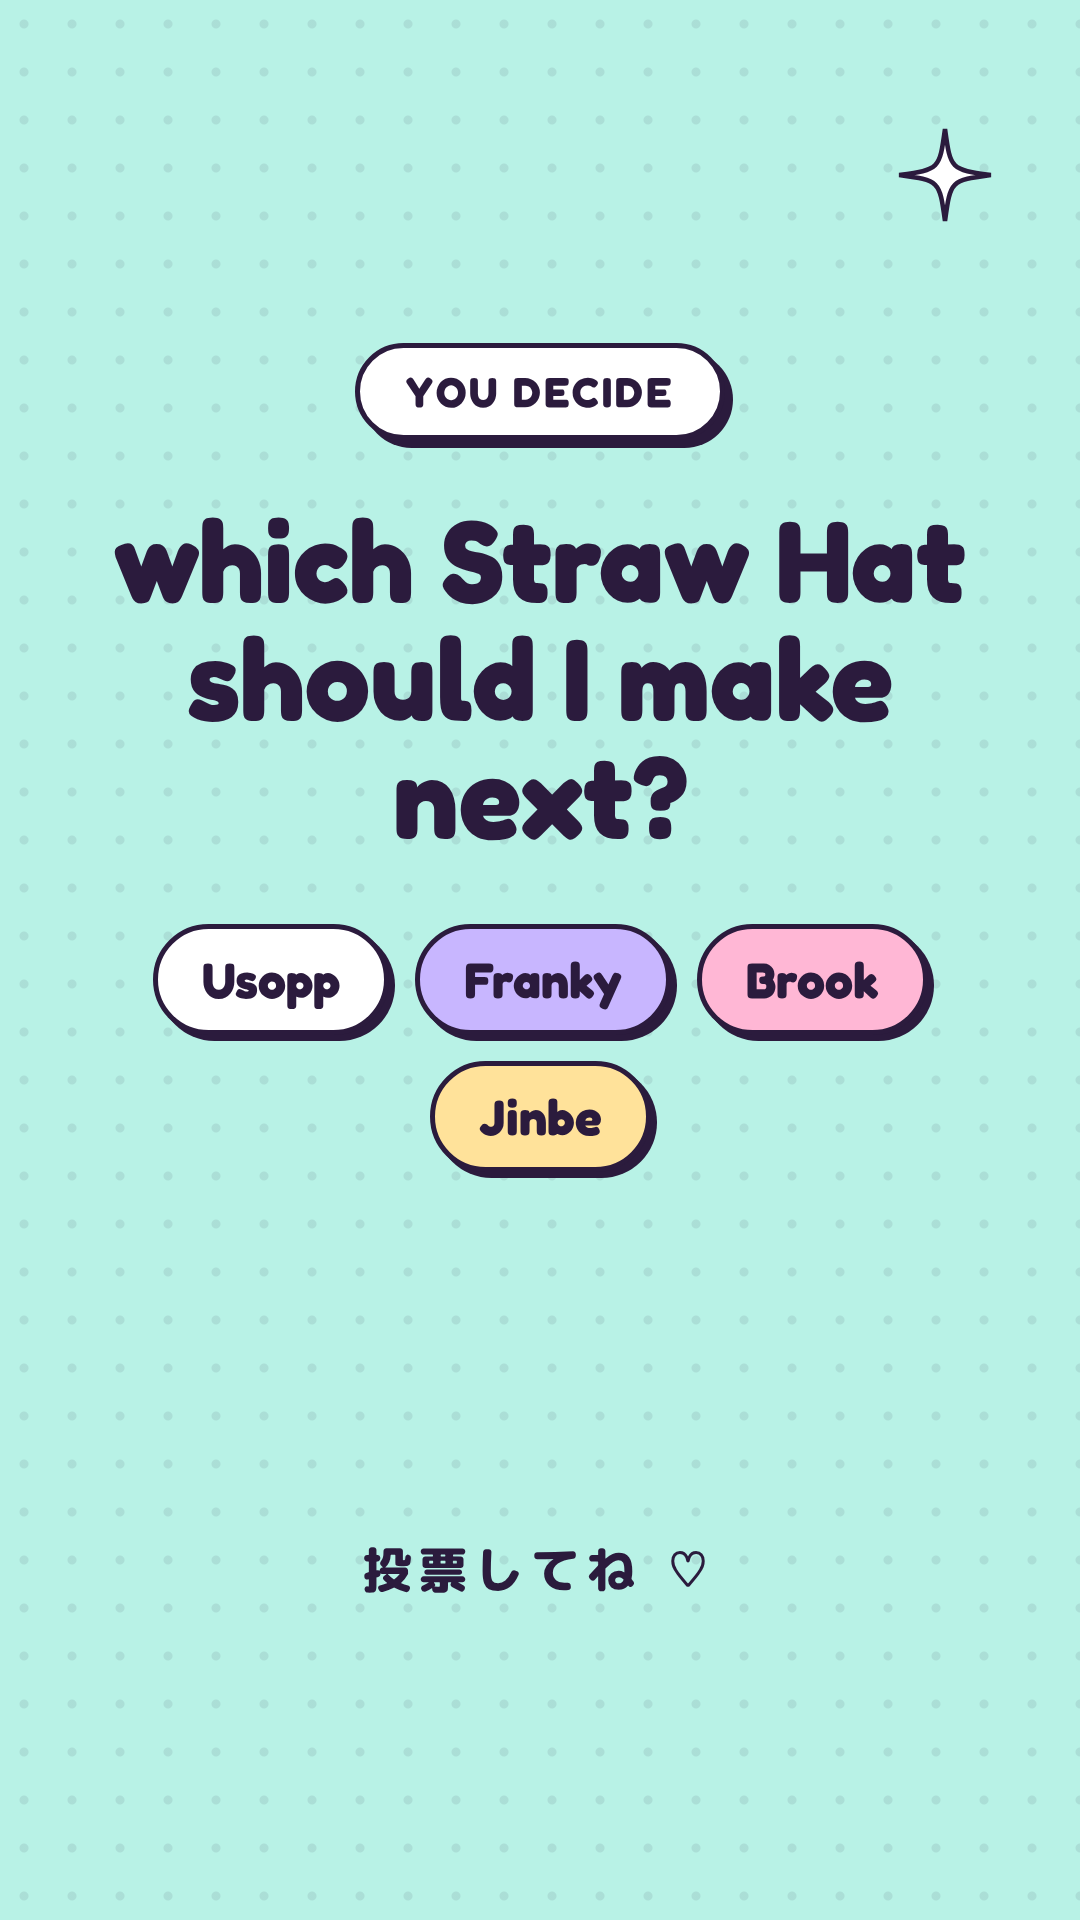 YOU DECIDE
which Straw Hat
should I make
next?
Usopp Franky Brook
Jinbe
投票してね ♡